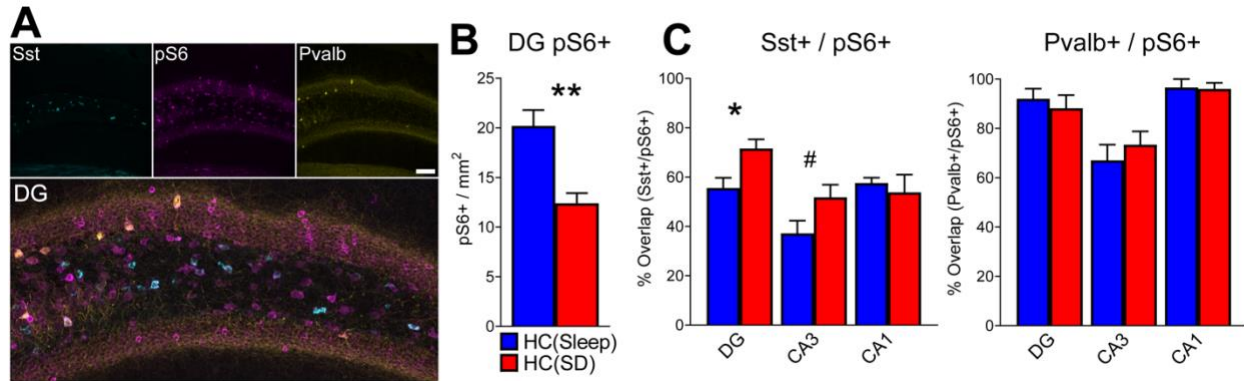 A
Sst
pS6
Pvalb
DG
B
DG pS6+
pS6+ / mm²
25
20
15
10
5
0
**
HC(Sleep)
HC(SD)
C
Sst+ / pS6+
% Overlap (Sst+/pS6+)
100
80
60
40
20
0
*
#
DG
CA3
CA1
Pvalb+ / pS6+
% Overlap (Pvalb+/pS6+)
100
80
60
40
20
0
DG
CA3
CA1